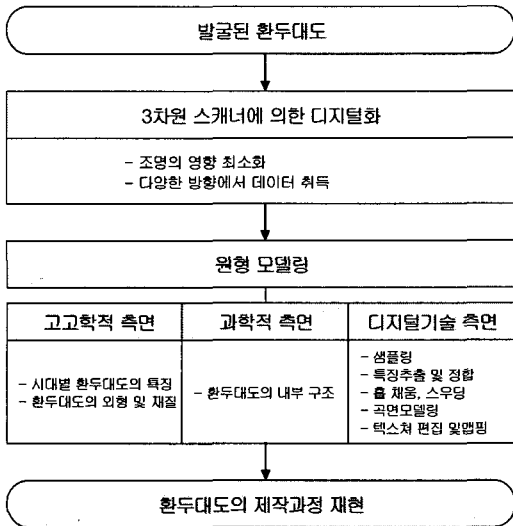 발굴된 환두대도
3차원 스캐너에 의한 디지털화
- 조명의 영향 최소화
- 다양한 방향에서 데이터 취득
원형 모델링
고고학적 측면
- 시대별 환두대도의 특징
- 환두대도의 외형 및 재질
과학적 측면
- 환두대도의 내부 구조
디지털기술 측면
- 샘플링
- 특징추출 및 정합
- 홀 채움, 스무딩
- 곡면모델링
- 텍스쳐 편집 및맵핑
환두대도의 제작과정 재현